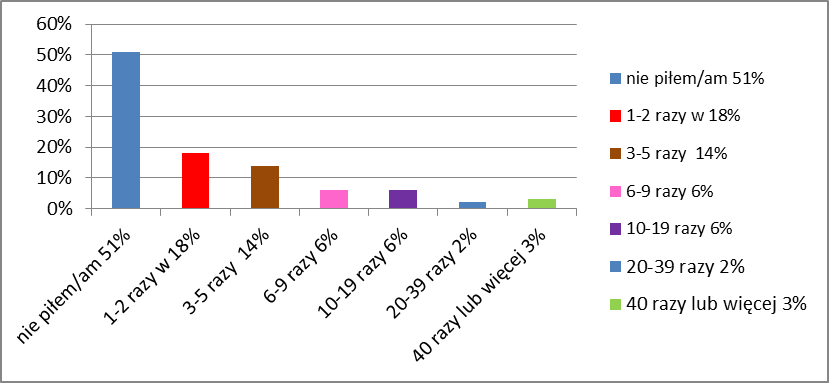 60%
50%
40%
30%
20%
10%
0%
nie piłem/am 51%
1-2 razy w 18%
3-5 razy 14%
6-9 razy 6%
10-19 razy 6%
20-39 razy 2%
40 razy lub więcej 3%
nie piłem/am 51%
1-2 razy w 18%
3-5 razy 14%
6-9 razy 6%
10-19 razy 6%
20-39 razy 2%
40 razy lub więcej 3%